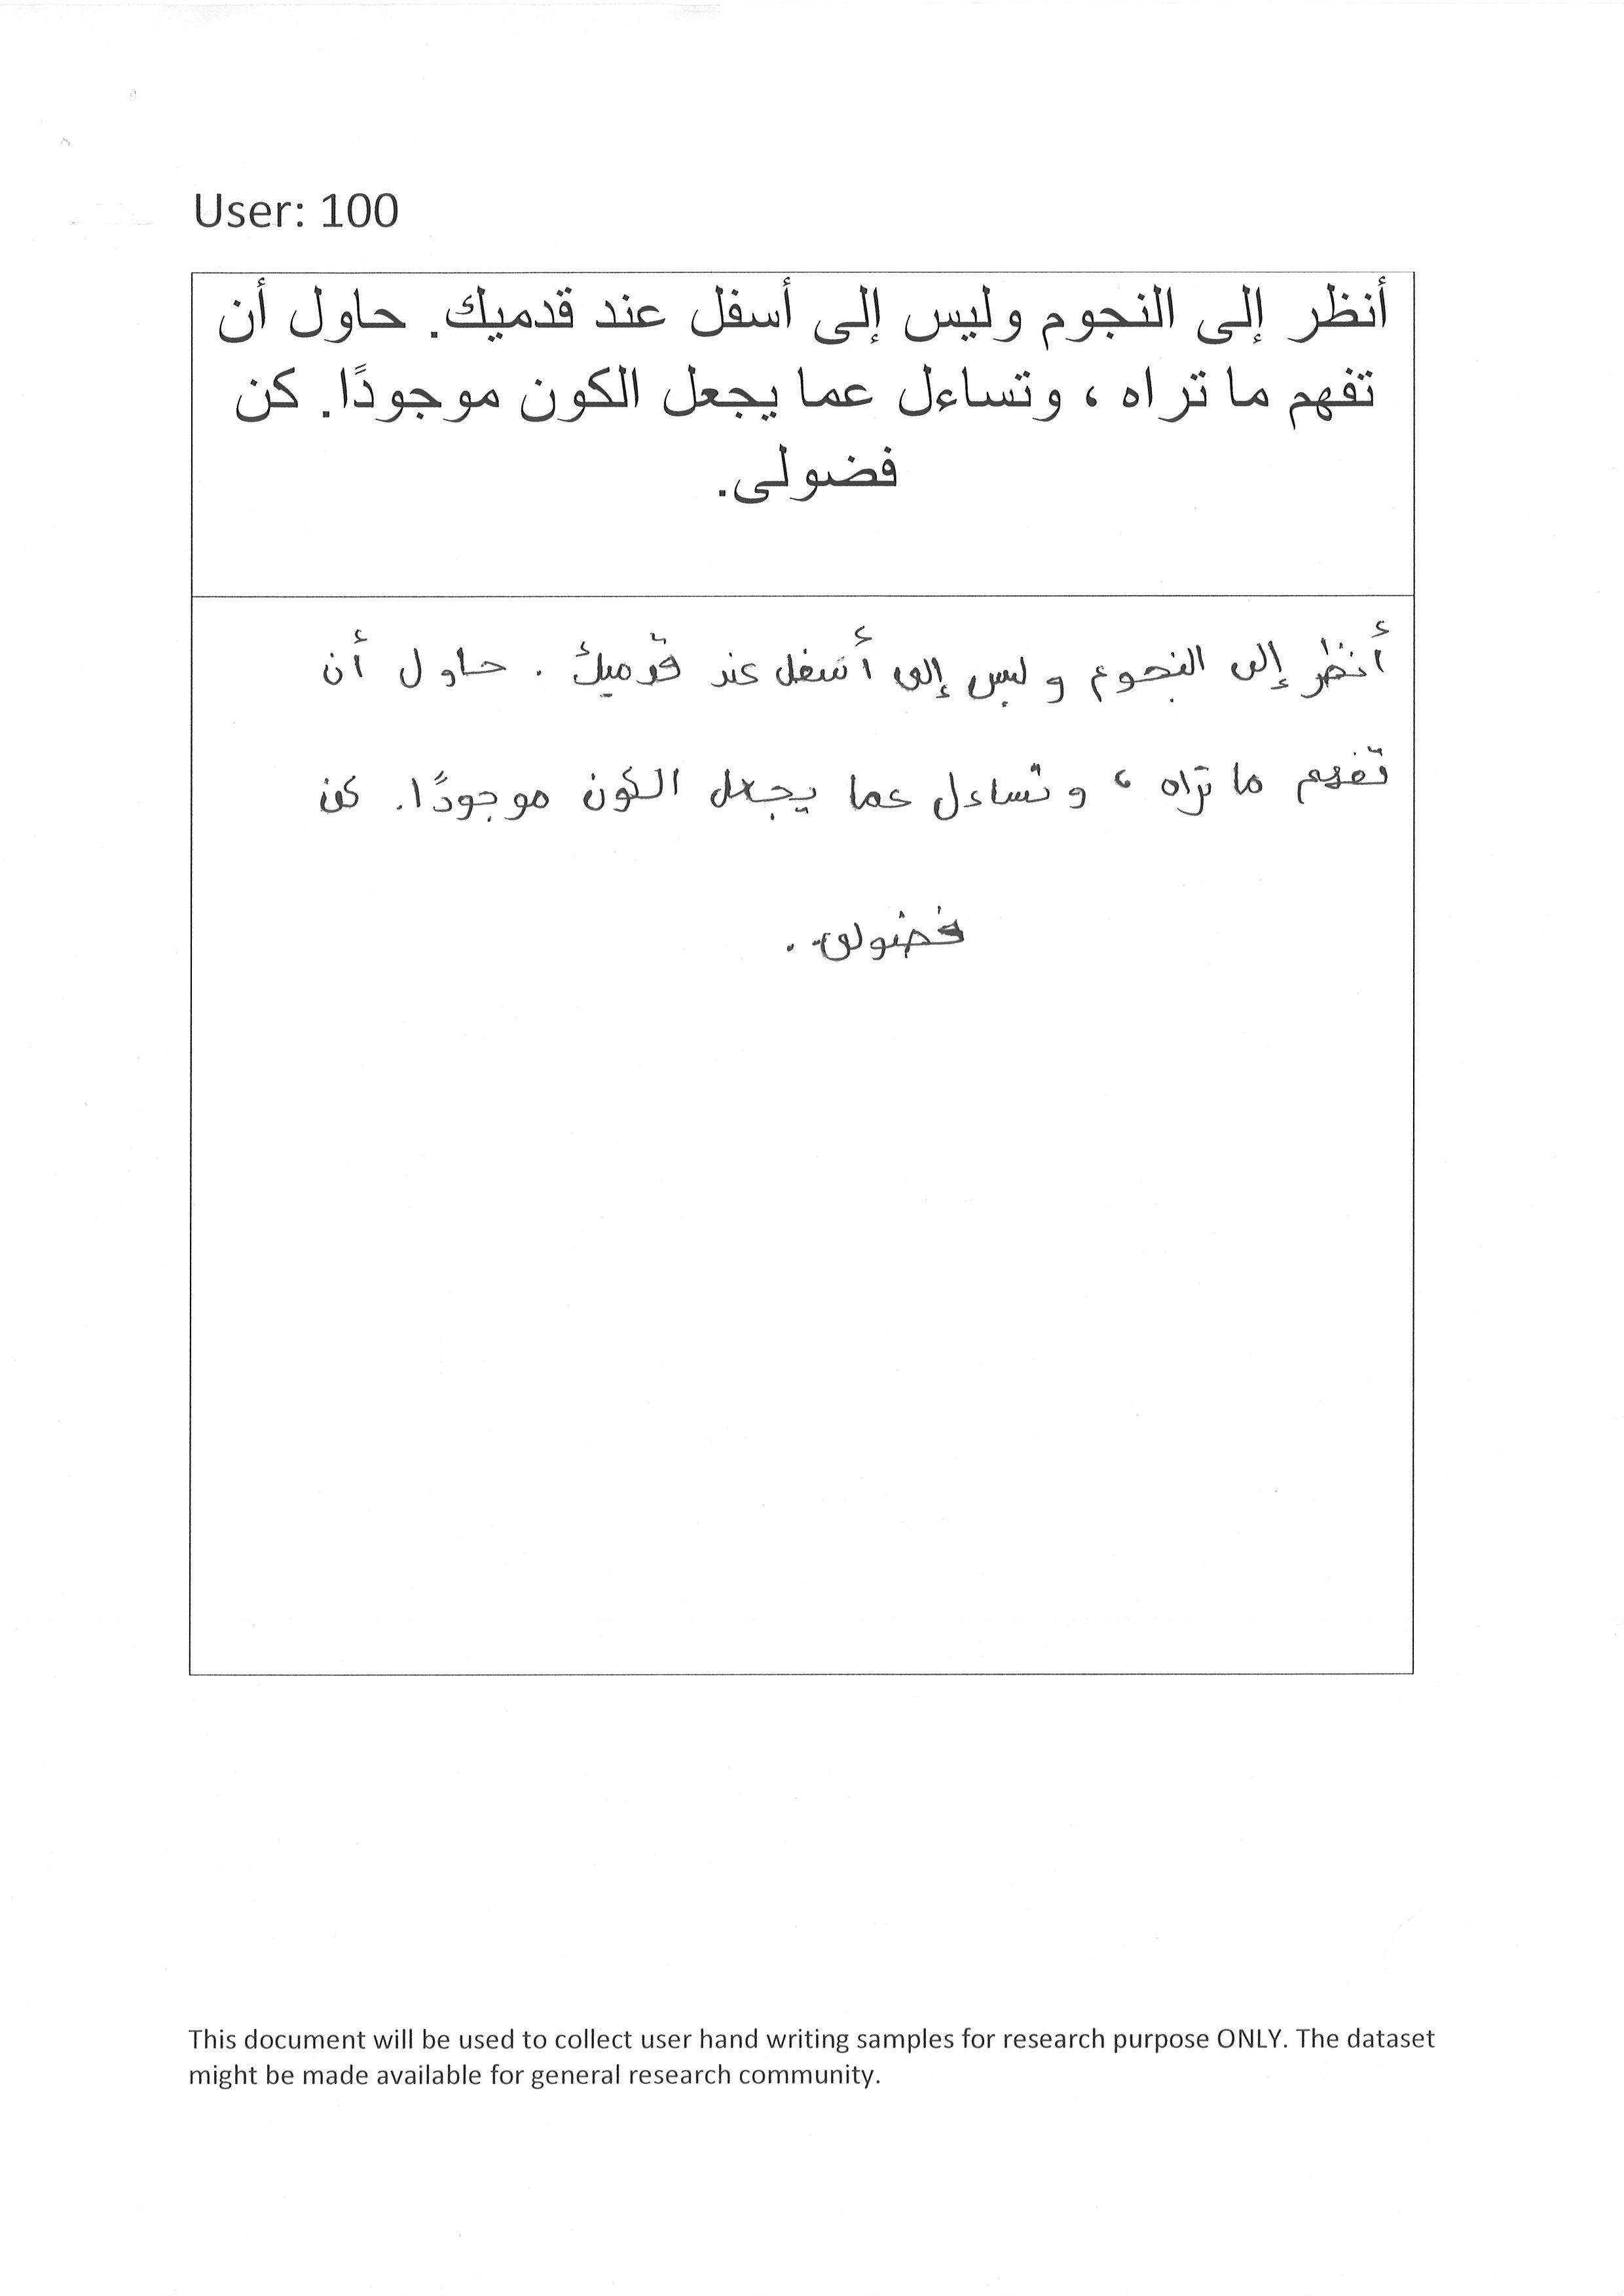 User: 100
أنظر إلى النجوم وليس إلى أسفل عند قدميك. حاول أن
تفهم ما تراه ، وتساءل عما يجعل الكون موجودًا. كن
فضولى.
أنظر إلى النجوم وليس إلى أسفل عند قدميك . حاول أن
تفهم ما تراه ، وتساءل عما يجعل الكون موجودًا. كن
فضولى .
This document will be used to collect user hand writing samples for research purpose ONLY. The dataset
might be made available for general research community.